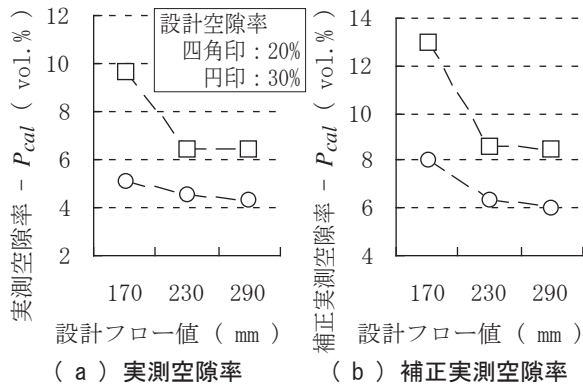 実測空隙率 - Pcal ( vol.% )
12
10
8
6
4
2
設計空隙率
四角印：20%
円印：30%
170 230 290
設計フロー値 ( mm )
( a ) 実測空隙率
補正実測空隙率 - Pcal ( vol.% )
14
12
10
8
6
4
170 230 290
設計フロー値 ( mm )
( b ) 補正実測空隙率